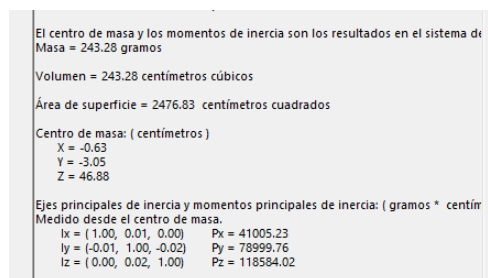 El centro de masa y los momentos de inercia son los resultados en el sistema de
Masa = 243.28 gramos
Volumen = 243.28 centímetros cúbicos
Área de superficie = 2476.83 centímetros cuadrados
Centro de masa: ( centímetros )
X = -0.63
Y = -3.05
Z = 46.88
Ejes principales de inercia y momentos principales de inercia: ( gramos * centím
Medido desde el centro de masa.
Ix = ( 1.00, 0.01, 0.00) Px = 41005.23
Iy = (-0.01, 1.00, -0.02) Py = 78999.76
Iz = ( 0.00, 0.02, 1.00) Pz = 118584.02